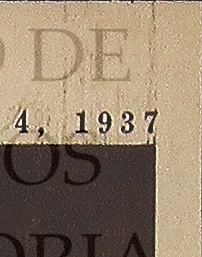 O DE
4, 1937
OS
ORIA